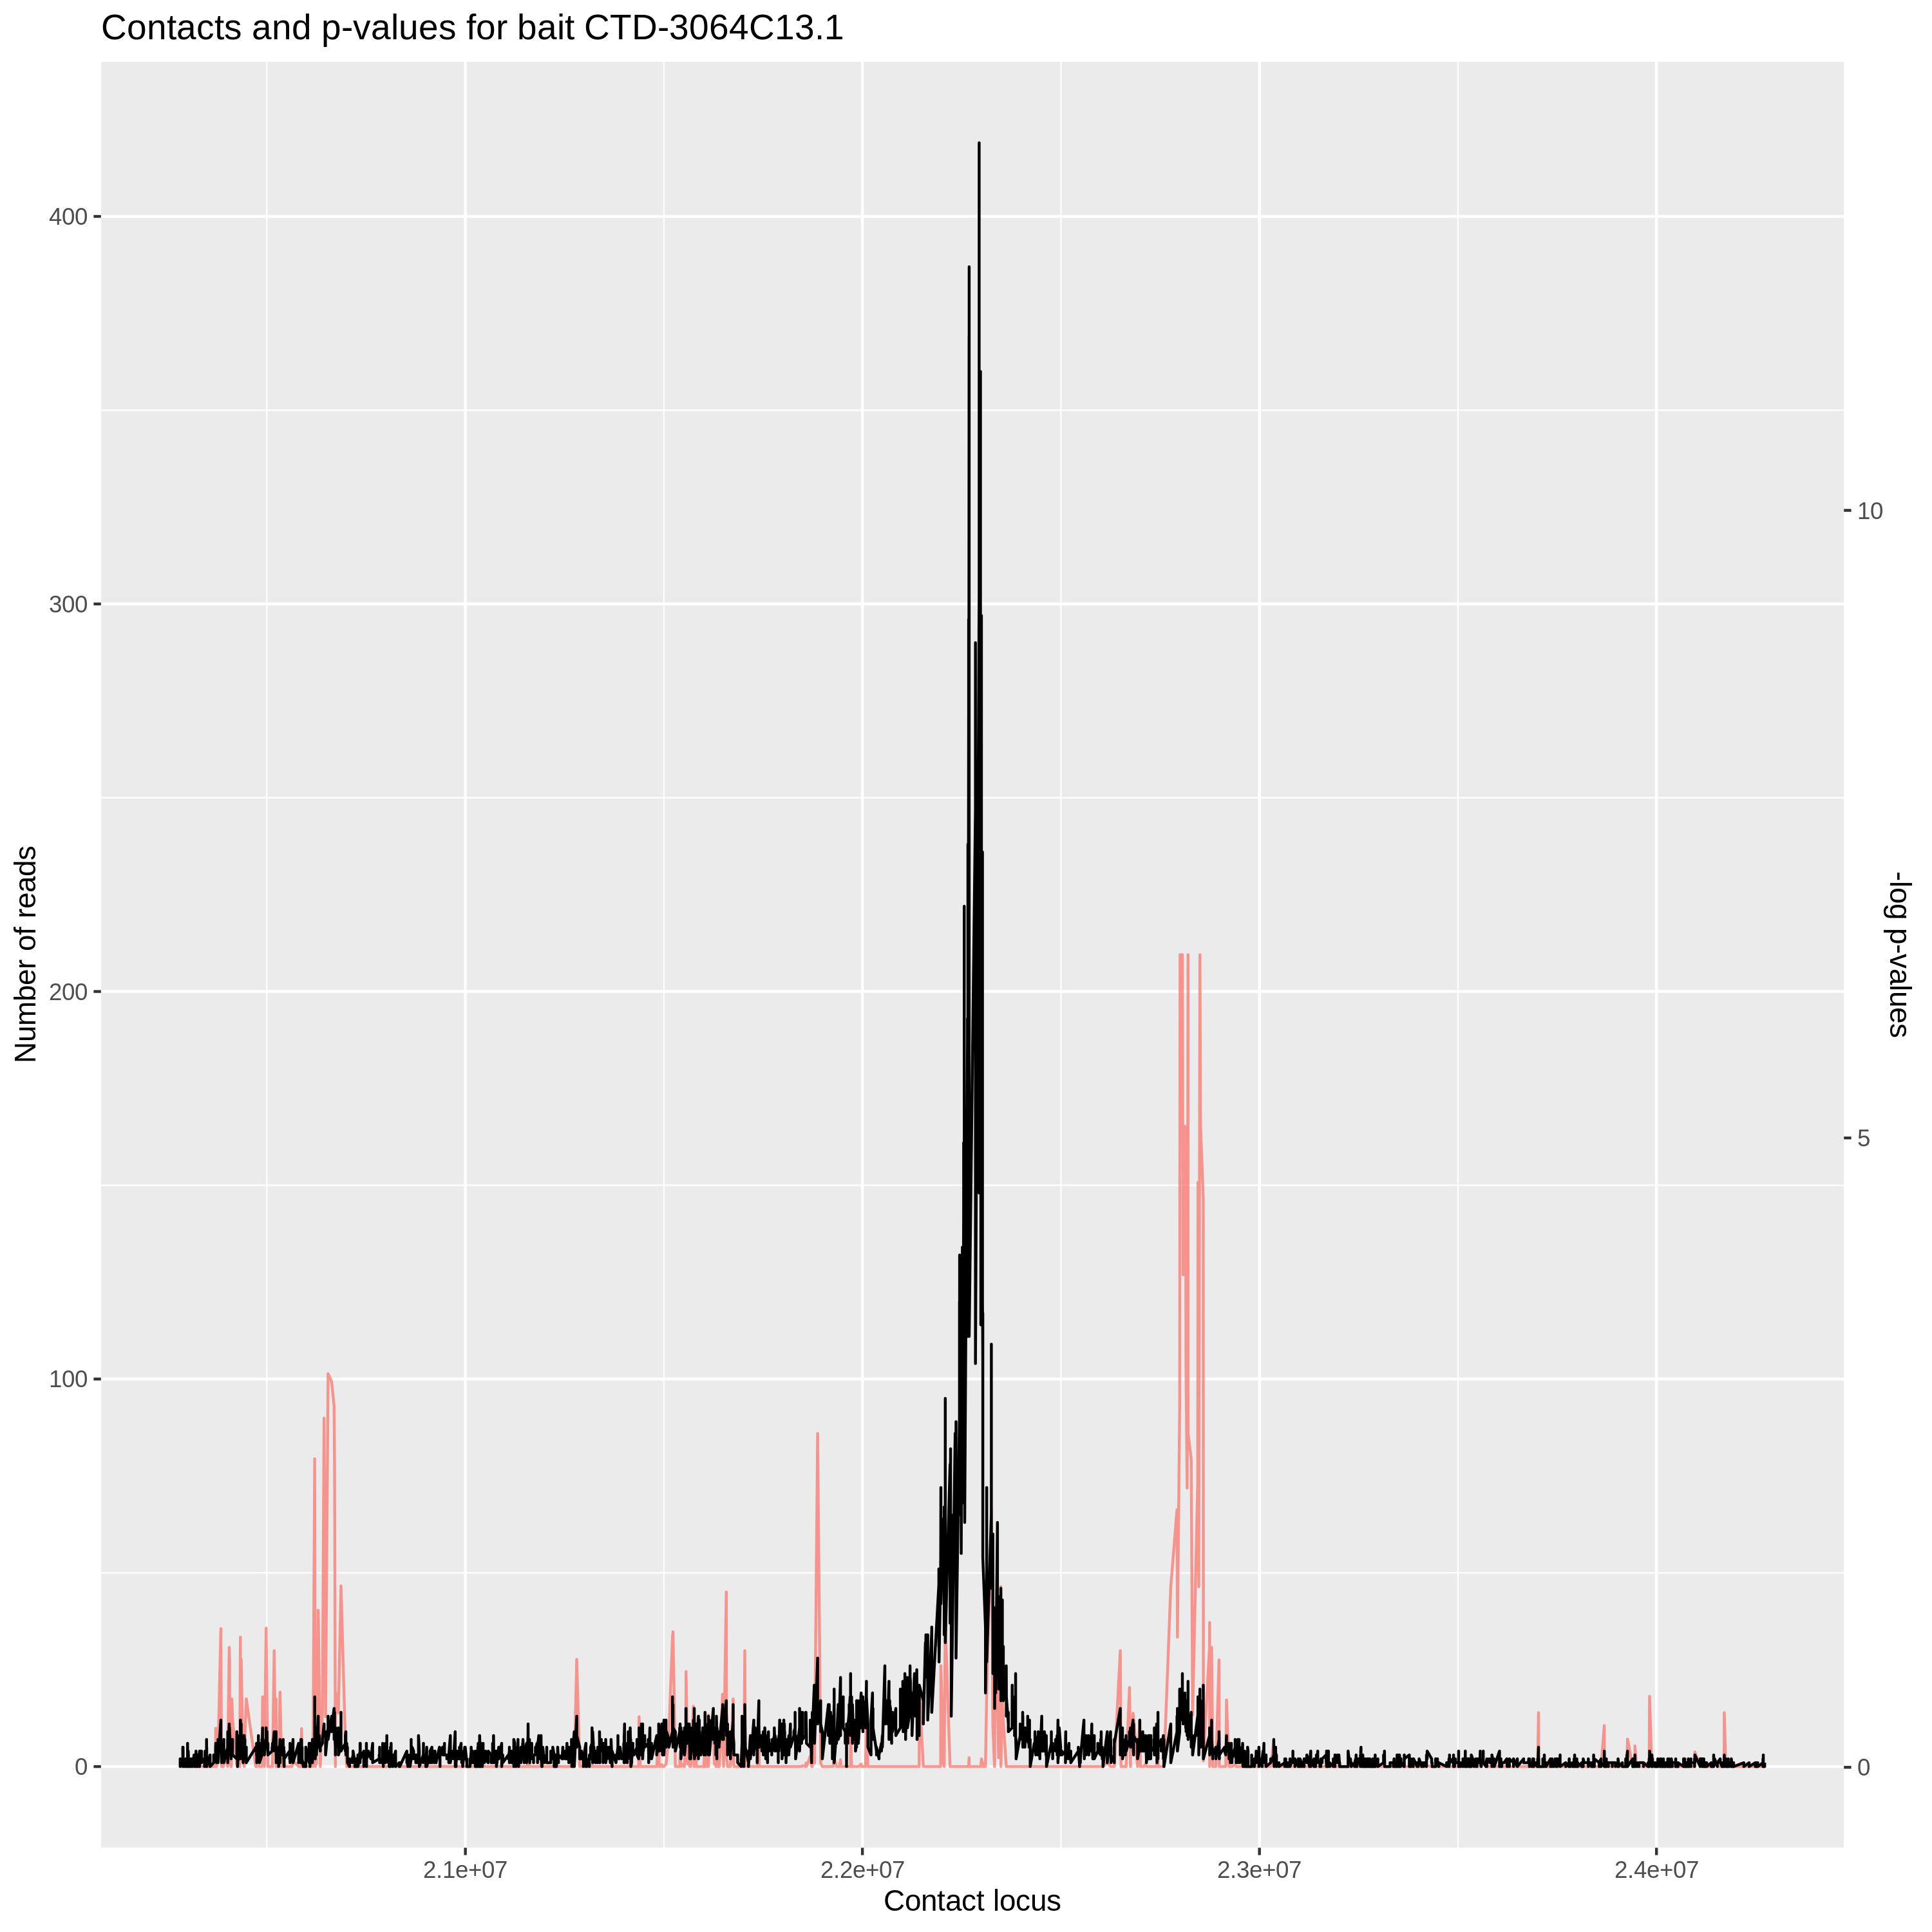 Contacts and p-values for bait CTD-3064C13.1
400
300
200
100
0
Number of reads
10
5
0
-log p-values
2.1e+07
2.2e+07
2.3e+07
2.4e+07
Contact locus